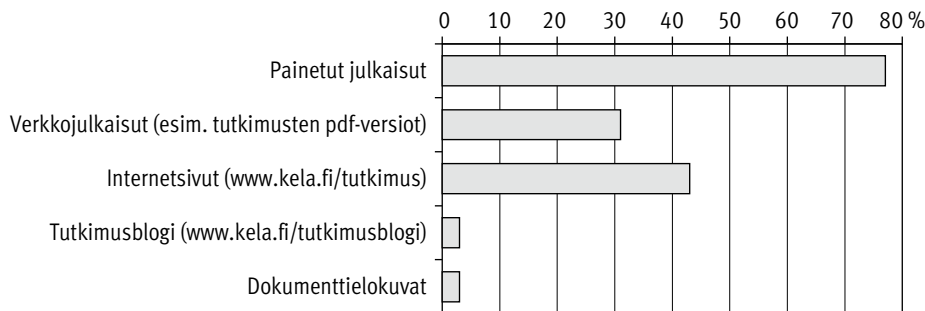 0 10 20 30 40 50 60 70 80 %
Painetut julkaisut
Verkkojulkaisut (esim. tutkimusten pdf-versiot)
Internetsivut (www.kela.fi/tutkimus)
Tutkimusblogi (www.kela.fi/tutkimusblogi)
Dokumenttielokuvat